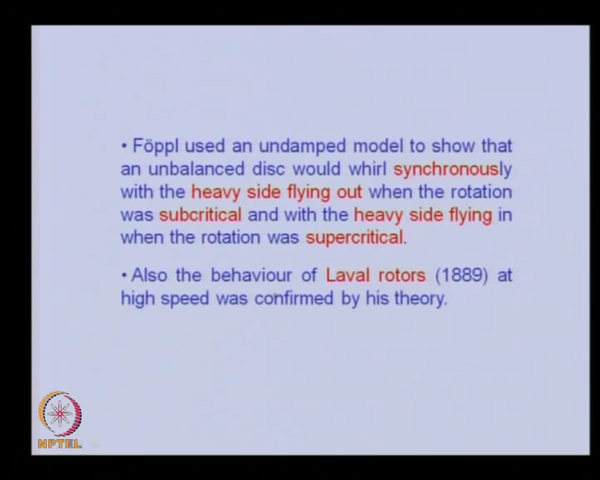 • Föppl used an undamped model to show that
an unbalanced disc would whirl synchronously
with the heavy side flying out when the rotation
was subcritical and with the heavy side flying in
when the rotation was supercritical.
• Also the behaviour of Laval rotors (1889) at
high speed was confirmed by his theory.
NPTEL